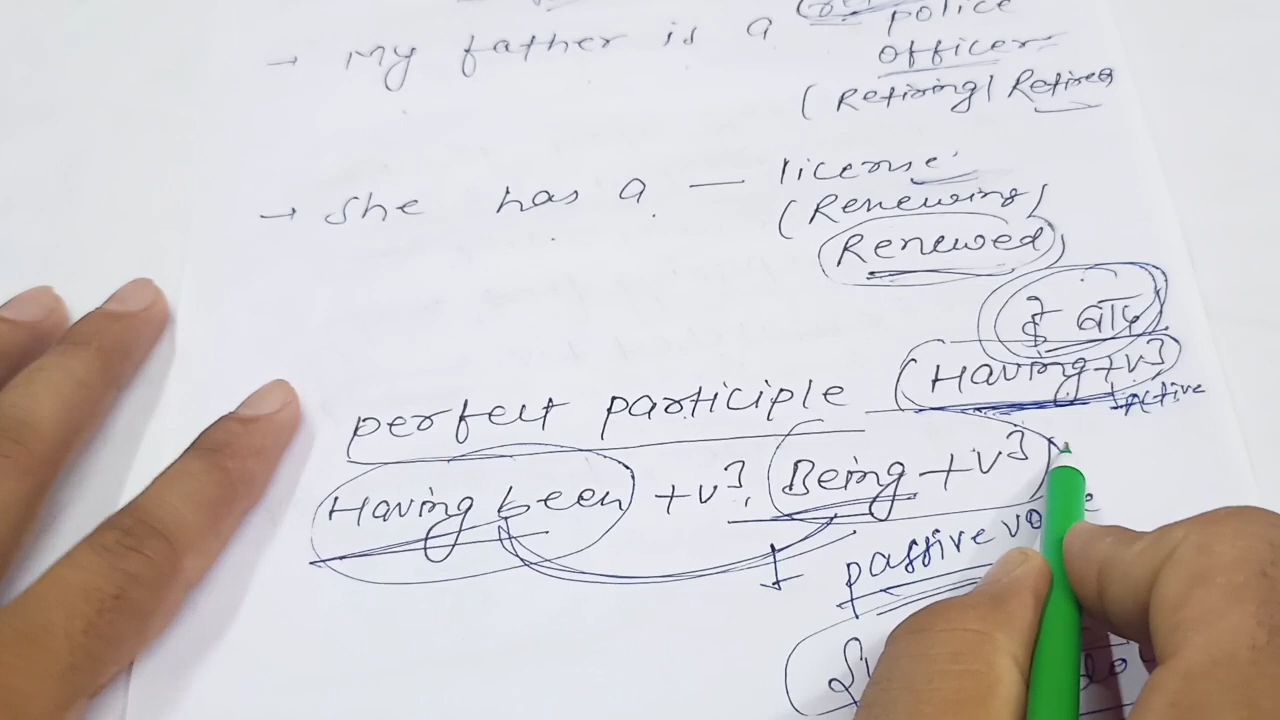 → My father is a police
officer
(Retiring/ Retired
→ She has a — license
(Renewing/
Renewed)
के बाद
perfect participle (Having+v3
Active
Having been +v3, Being+v3
↓ passive vo